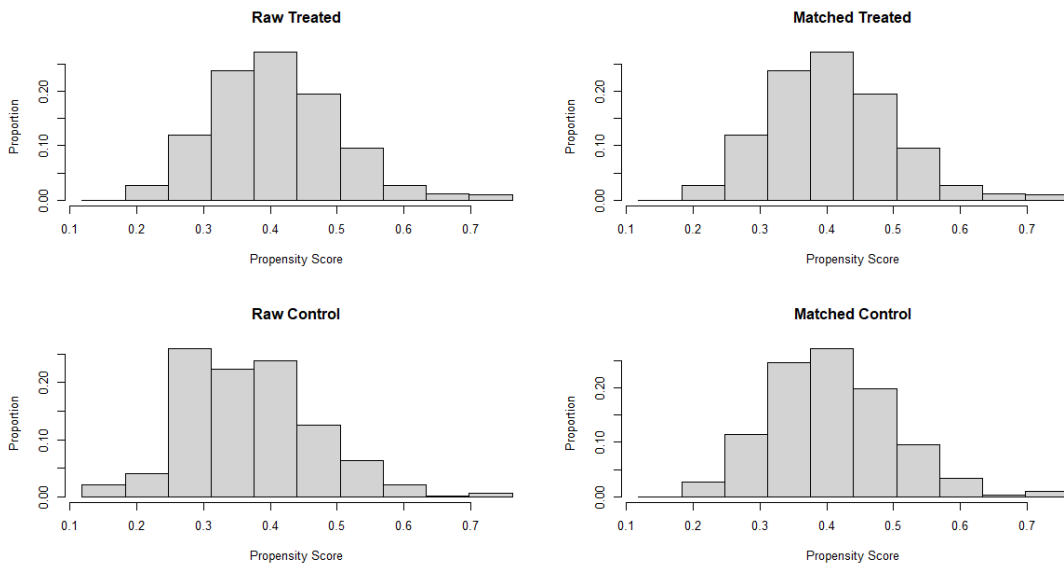 Raw Treated
Proportion
0.00 0.10 0.20
0.1 0.2 0.3 0.4 0.5 0.6 0.7
Propensity Score
Matched Treated
Proportion
0.00 0.10 0.20
0.1 0.2 0.3 0.4 0.5 0.6 0.7
Propensity Score
Raw Control
Proportion
0.00 0.10 0.20
0.1 0.2 0.3 0.4 0.5 0.6 0.7
Propensity Score
Matched Control
Proportion
0.00 0.10 0.20
0.1 0.2 0.3 0.4 0.5 0.6 0.7
Propensity Score